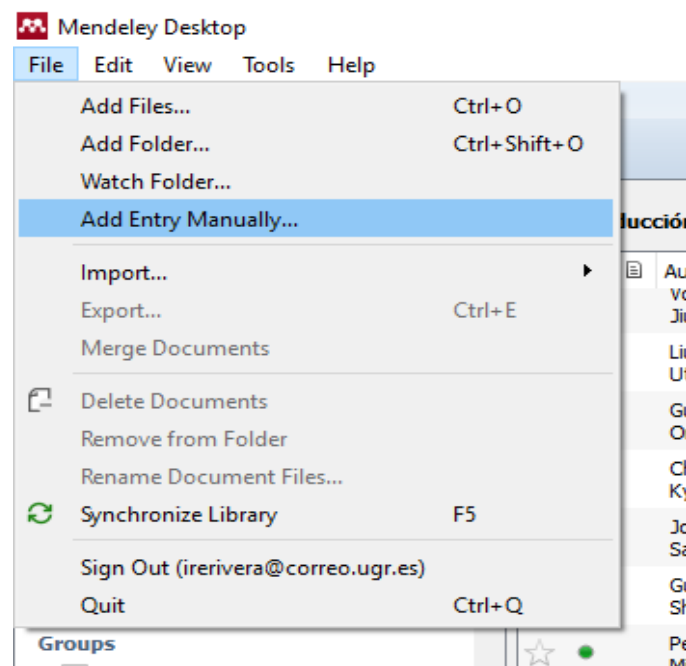 Mendeley Desktop
File Edit View Tools Help
Add Files... Ctrl+O
Add Folder... Ctrl+Shift+O
Watch Folder...
Add Entry Manually...
Import...
Export... Ctrl+E
Merge Documents
Delete Documents
Remove from Folder
Rename Document Files...
Synchronize Library F5
Sign Out (irerivera@correo.ugr.es)
Quit Ctrl+Q
Groups